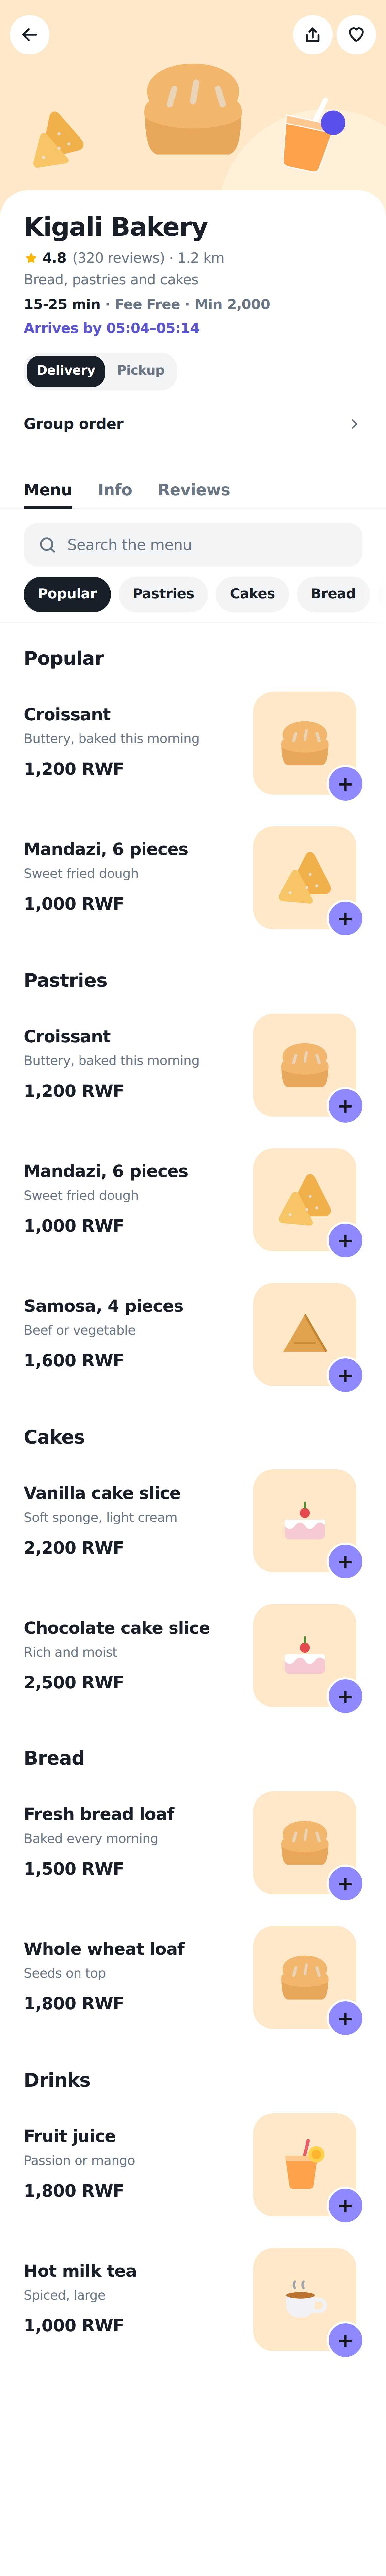 Kigali Bakery
4.8 (320 reviews) · 1.2 km
Bread, pastries and cakes
15-25 min · Fee Free · Min 2,000
Arrives by 05:04–05:14
Delivery Pickup
Group order
Menu Info Reviews
Search the menu
Popular Pastries Cakes Bread
Popular
Croissant
Buttery, baked this morning
1,200 RWF
Mandazi, 6 pieces
Sweet fried dough
1,000 RWF
Pastries
Croissant
Buttery, baked this morning
1,200 RWF
Mandazi, 6 pieces
Sweet fried dough
1,000 RWF
Samosa, 4 pieces
Beef or vegetable
1,600 RWF
Cakes
Vanilla cake slice
Soft sponge, light cream
2,200 RWF
Chocolate cake slice
Rich and moist
2,500 RWF
Bread
Fresh bread loaf
Baked every morning
1,500 RWF
Whole wheat loaf
Seeds on top
1,800 RWF
Drinks
Fruit juice
Passion or mango
1,800 RWF
Hot milk tea
Spiced, large
1,000 RWF